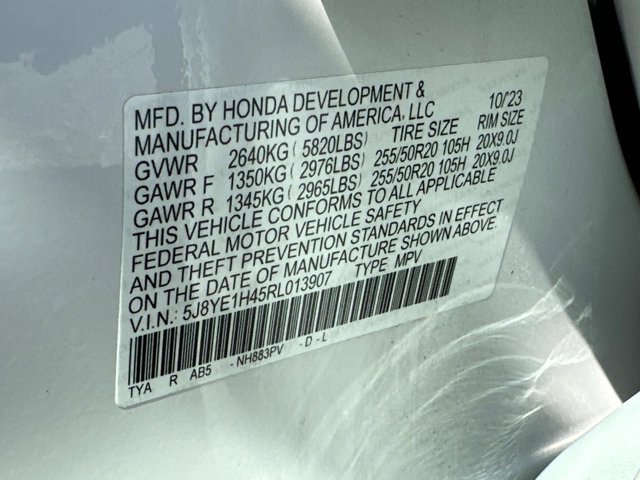 MFD. BY HONDA DEVELOPMENT & 10/'23
MANUFACTURING OF AMERICA, LLC TIRE SIZE RIM SIZE
GVWR 2640KG ( 5820LBS) 255/50R20 105H 20X9.0J
GAWR F 1350KG ( 2976LBS) 255/50R20 105H 20X9.0J
GAWR R 1345KG ( 2965LBS)
THIS VEHICLE CONFORMS TO ALL APPLICABLE
FEDERAL MOTOR VEHICLE SAFETY
AND THEFT PREVENTION STANDARDS IN EFFECT
ON THE DATE OF MANUFACTURE SHOWN ABOVE.
V.I.N.: 5J8YE1H45RL013907 TYPE MPV
TYA R AB5 - NH883PV - D - L